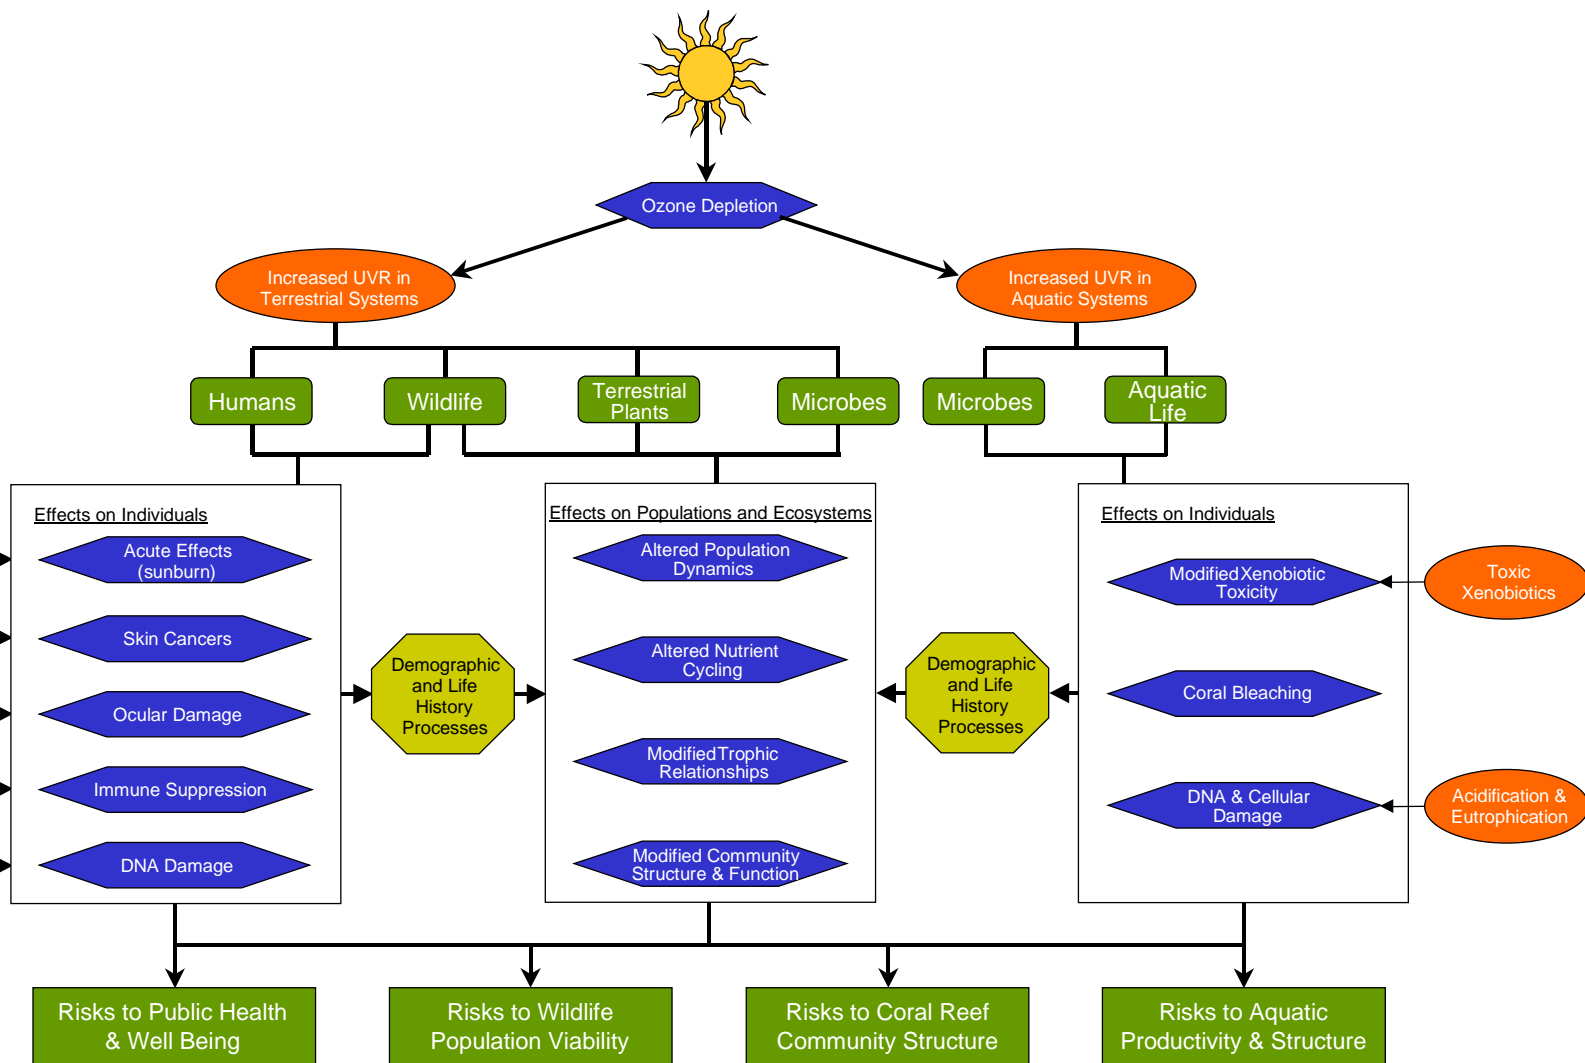 Ozone Depletion
Increased UVR in
Terrestrial Systems
Increased UVR in
Aquatic Systems
Humans
Wildlife
Terrestrial
Plants
Microbes
Microbes
Aquatic
Life
Effects on Individuals
Acute Effects
(sunburn)
Skin Cancers
Ocular Damage
Immune Suppression
DNA Damage
Demographic
and Life
History
Processes
Effects on Populations and Ecosystems
Altered Population
Dynamics
Altered Nutrient
Cycling
Modified Trophic
Relationships
Modified Community
Structure & Function
Demographic
and Life
History
Processes
Effects on Individuals
Modified Xenobiotic
Toxicity
Coral Bleaching
DNA & Cellular
Damage
Toxic
Xenobiotics
Acidification &
Eutrophication
Risks to Public Health
& Well Being
Risks to Wildlife
Population Viability
Risks to Coral Reef
Community Structure
Risks to Aquatic
Productivity & Structure